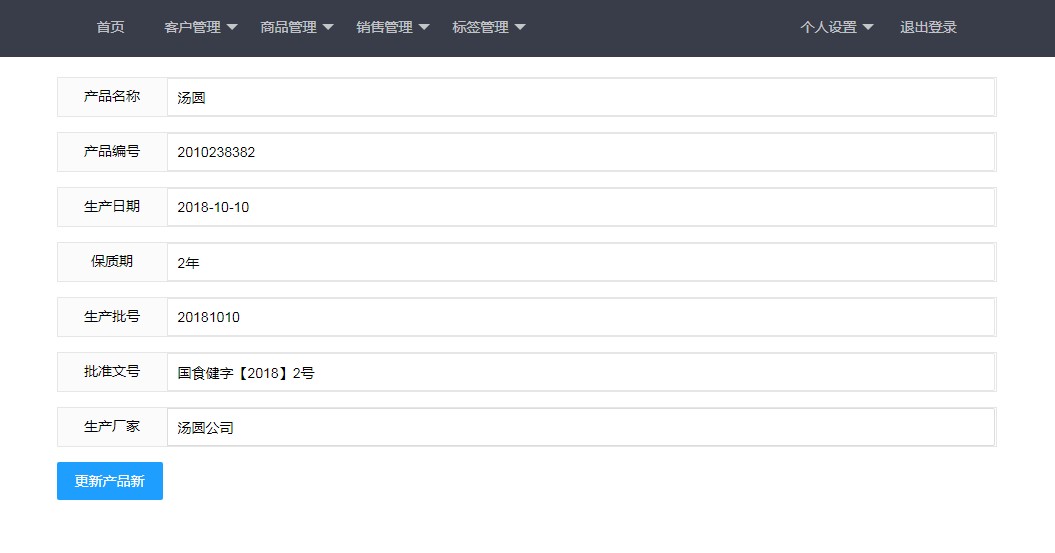 首页 客户管理 商品管理 销售管理 标签管理 个人设置 退出登录
产品名称 汤圆
产品编号 2010238382
生产日期 2018-10-10
保质期 2年
生产批号 20181010
批准文号 国食健字【2018】2号
生产厂家 汤圆公司
更新产品新